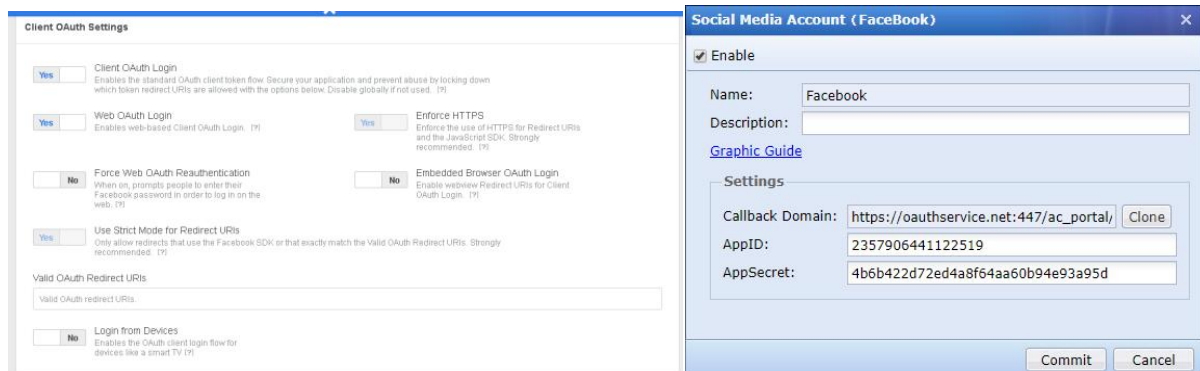 Client OAuth Settings
Yes
Client OAuth Login
Enables the standard OAuth client token flow. Secure your application and prevent abuse by locking down
which token redirect URIs are allowed with the options below. Disable globally if not used. [?]
Yes
Web OAuth Login
Enables web-based Client OAuth Login. [?]
Yes
Enforce HTTPS
Enforce the use of HTTPS for Redirect URIs
and the JavaScript SDK. Strongly
recommended. [?]
No
Force Web OAuth Reauthentication
When on, prompts people to enter their
Facebook password in order to log in on the
web. [?]
No
Embedded Browser OAuth Login
Enable webview Redirect URIs for Client
OAuth Login. [?]
Yes
Use Strict Mode for Redirect URIs
Only allow redirects that use the Facebook SDK or that exactly match the Valid OAuth Redirect URIs. Strongly
recommended. [?]
Valid OAuth Redirect URIs
Valid OAuth redirect URIs.
No
Login from Devices
Enables the OAuth client login flow for
devices like a smart TV [?]
Social Media Account (FaceBook)
Enable
Name: Facebook
Description:
Graphic Guide
Settings
Callback Domain: https://oauthservice.net:447/ac_portal/ Clone
AppID: 2357906441122519
AppSecret: 4b6b422d72ed4a8f64aa60b94e93a95d
Commit Cancel